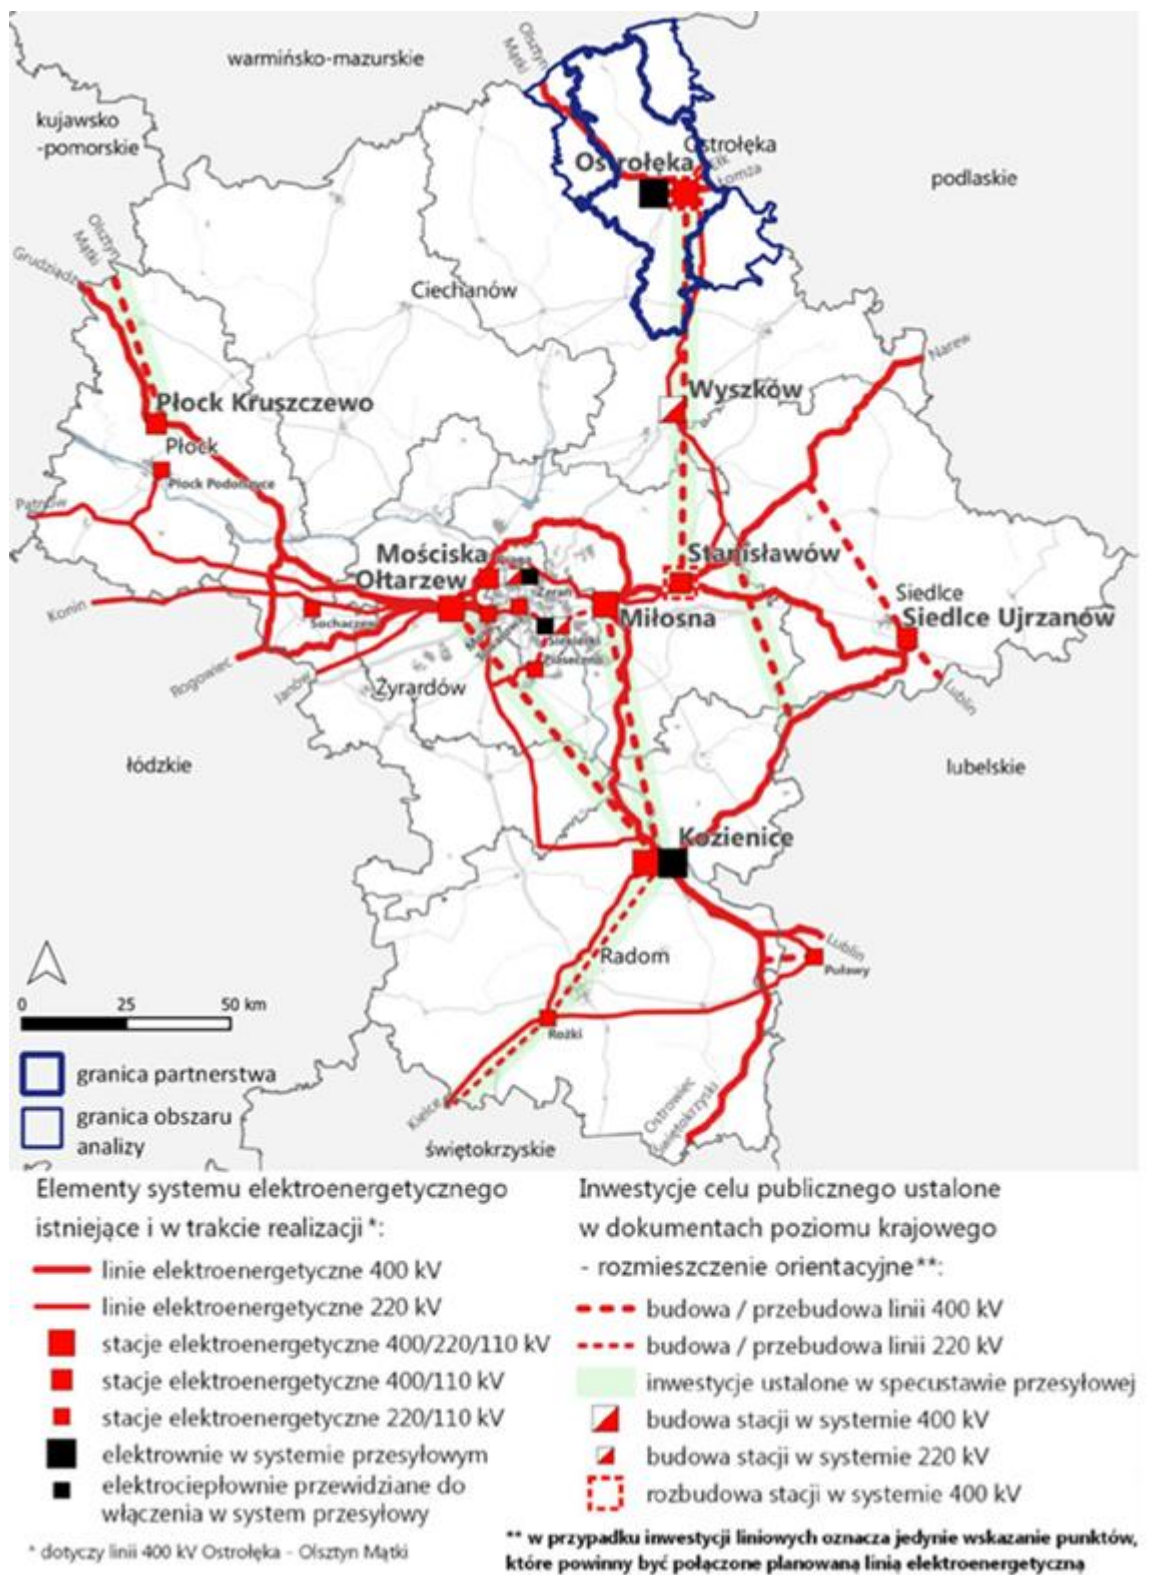 Olsztyn
Mątki
warmińsko-mazurskie
kujawsko
-pomorskie
Ostrołęka
Ostrołęka
Łomża
podlaskie
Olsztyn
Mątki
Grudziądz
Ciechanów
Narew
Wyszków
Płock Kruszczewo
Płock
Płock Podolszyce
Pątnów
Mościska
Stanisławów
Ołtarzew
Żerań
Siedlce
Konin
Sochaczew
Miłosna
Siedlce Ujrzanów
Siekierki
Piaseczno
Rogowiec
Janów
Żyrardów
Lublin
łódzkie
lubelskie
Kozienice
Lublin
Radom
Puławy
0 25 50 km
Rożki
granica partnerstwa
Kielce
Ostrowiec
Świętokrzyski
granica obszaru
analizy
świętokrzyskie
Elementy systemu elektroenergetycznego
istniejące i w trakcie realizacji *:
linie elektroenergetyczne 400 kV
linie elektroenergetyczne 220 kV
stacje elektroenergetyczne 400/220/110 kV
stacje elektroenergetyczne 400/110 kV
stacje elektroenergetyczne 220/110 kV
elektrownie w systemie przesyłowym
elektrociepłownie przewidziane do
włączenia w system przesyłowy
* dotyczy linii 400 kV Ostrołęka - Olsztyn Mątki
Inwestycje celu publicznego ustalone
w dokumentach poziomu krajowego
- rozmieszczenie orientacyjne**:
budowa / przebudowa linii 400 kV
budowa / przebudowa linii 220 kV
inwestycje ustalone w specustawie przesyłowej
budowa stacji w systemie 400 kV
budowa stacji w systemie 220 kV
rozbudowa stacji w systemie 400 kV
** w przypadku inwestycji liniowych oznacza jedynie wskazanie punktów,
które powinny być połączone planowaną linią elektroenergetyczną